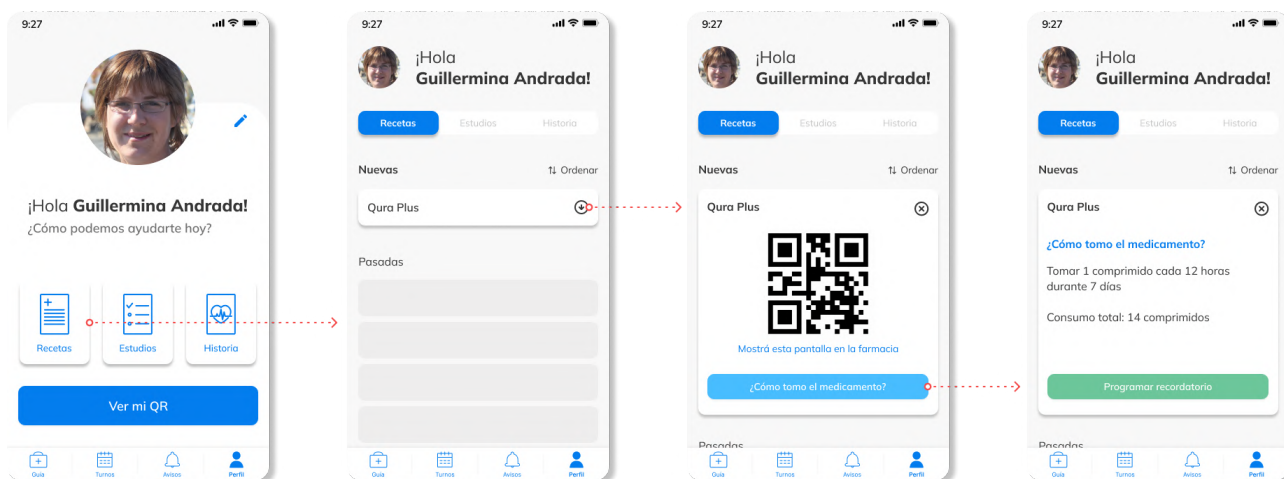 9:27
¡Hola Guillermina Andrada!
¿Cómo podemos ayudarte hoy?
Recetas
Estudios
Historia
Ver mi QR
Guia
Turnos
Avisos
Perfil
9:27
¡Hola
Guillermina Andrada!
Recetas
Estudios
Historia
Nuevas
Ordenar
Qura Plus
Pasadas
Guia
Turnos
Avisos
Perfil
9:27
¡Hola
Guillermina Andrada!
Recetas
Estudios
Historia
Nuevas
Ordenar
Qura Plus
Mostrá esta pantalla en la farmacia
¿Cómo tomo el medicamento?
Pasadas
Guia
Turnos
Avisos
Perfil
9:27
¡Hola
Guillermina Andrada!
Recetas
Estudios
Historia
Nuevas
Ordenar
Qura Plus
¿Cómo tomo el medicamento?
Tomar 1 comprimido cada 12 horas
durante 7 días
Consumo total: 14 comprimidos
Programar recordatorio
Pasadas
Guia
Turnos
Avisos
Perfil